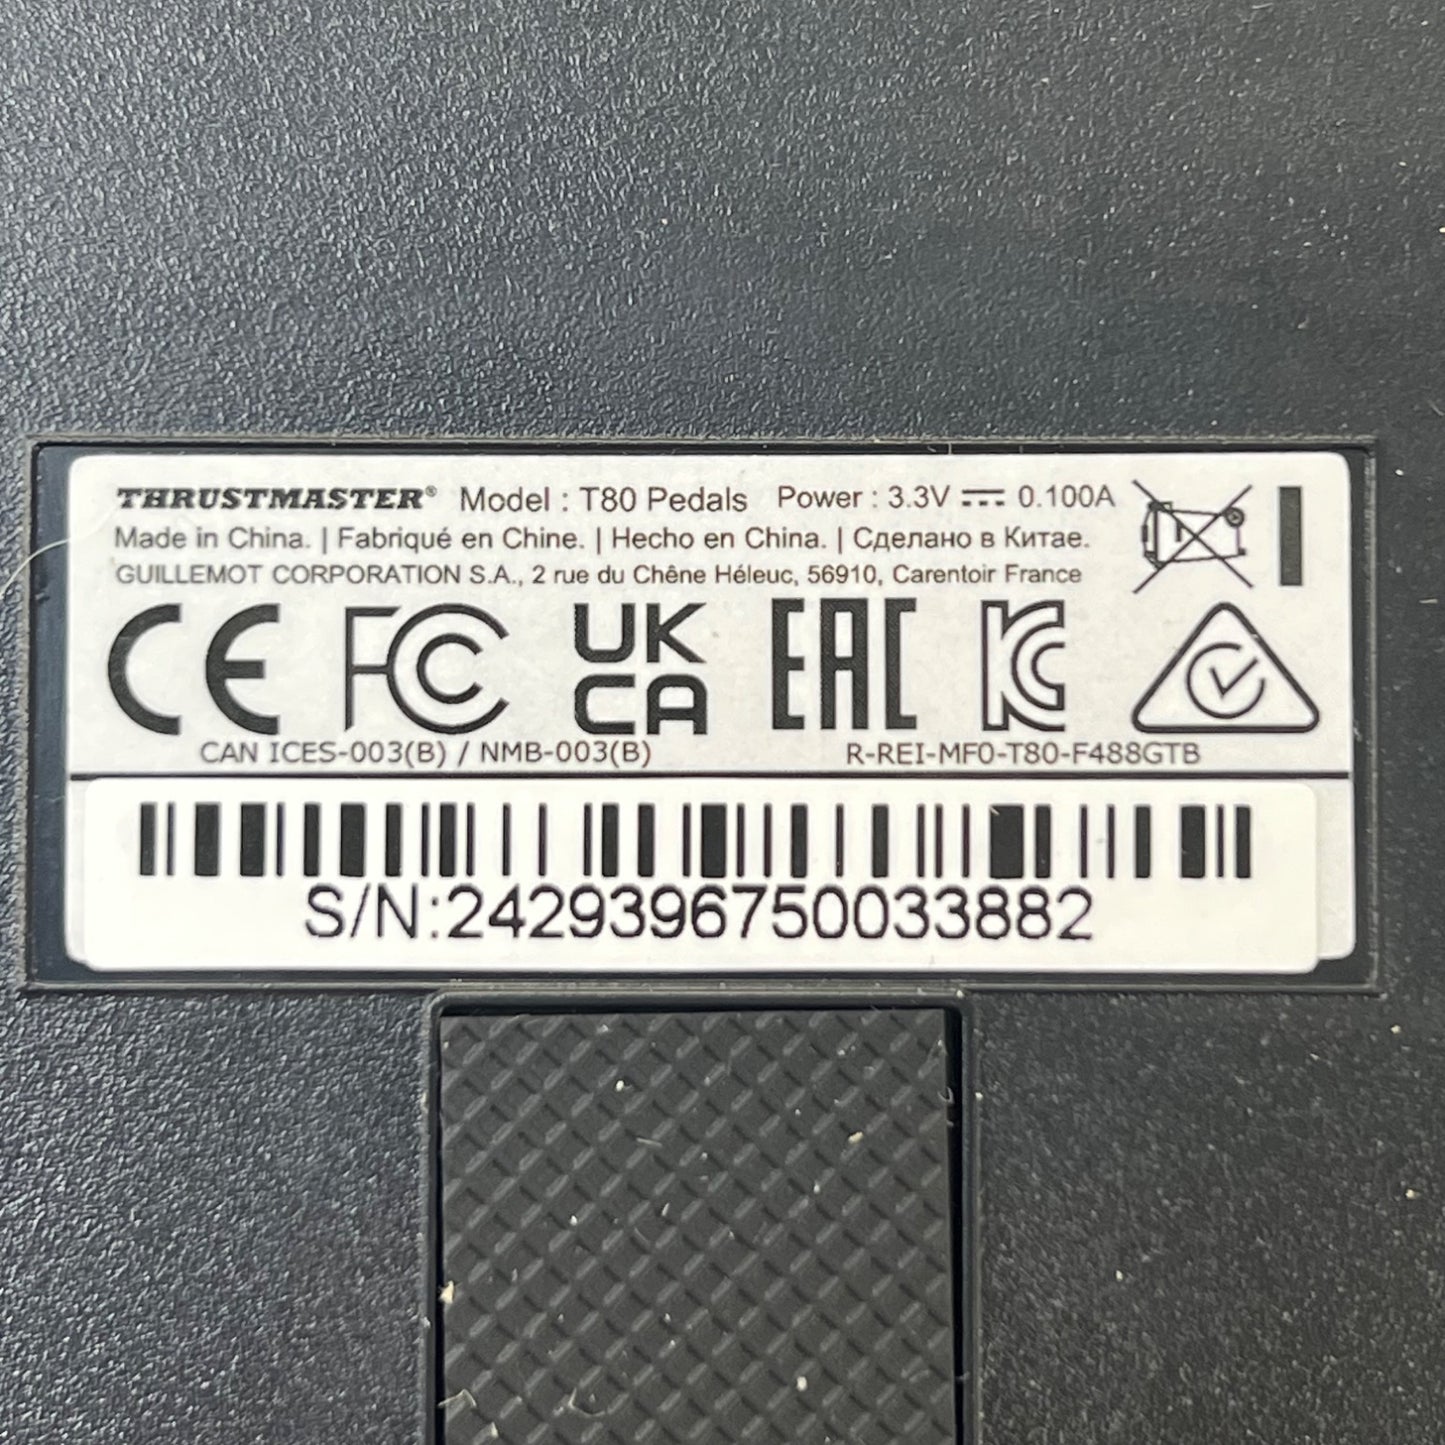 THRUSTMASTER® Model : T80 Pedals Power : 3.3V ⎓ 0.100A
Made in China. | Fabriqué en Chine. | Hecho en China. | Сделано в Китае.
GUILLEMOT CORPORATION S.A., 2 rue du Chêne Héleuc, 56910, Carentoir France
CE FC UK CA EAC KC
CAN ICES-003(B) / NMB-003(B) R-REI-MF0-T80-F488GTB
S/N:2429396750033882